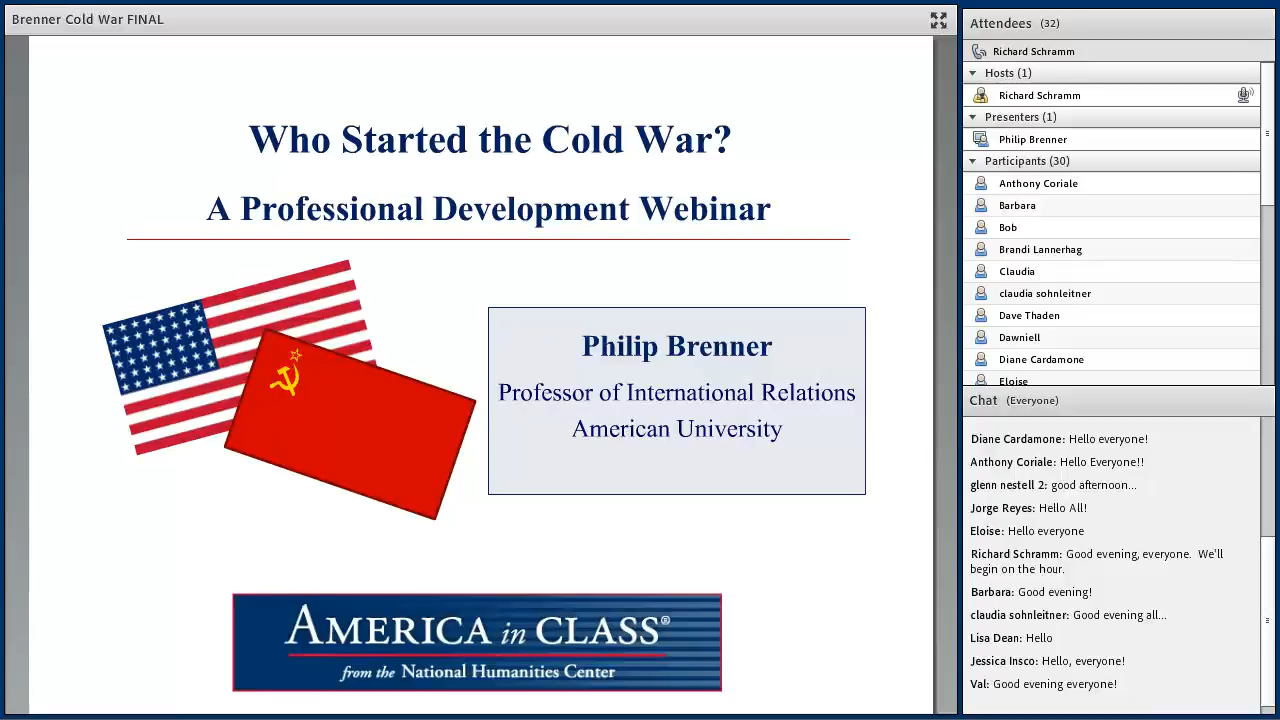 Brenner Cold War FINAL
Who Started the Cold War?
A Professional Development Webinar
Philip Brenner
Professor of International Relations
American University
AMERICA in CLASS®
from the National Humanities Center
Attendees (32)
Richard Schramm
Hosts (1)
Richard Schramm
Presenters (1)
Philip Brenner
Participants (30)
Anthony Coriale
Barbara
Bob
Brandi Lannerhag
Claudia
claudia sohnleitner
Dave Thaden
Dawniell
Diane Cardamone
Eloise
Chat (Everyone)
Diane Cardamone: Hello everyone!
Anthony Coriale: Hello Everyone!!
glenn nestell 2: good afternoon...
Jorge Reyes: Hello All!
Eloise: Hello everyone
Richard Schramm: Good evening, everyone. We'll
begin on the hour.
Barbara: Good evening!
claudia sohnleitner: Good evening all...
Lisa Dean: Hello
Jessica Insco: Hello, everyone!
Val: Good evening everyone!